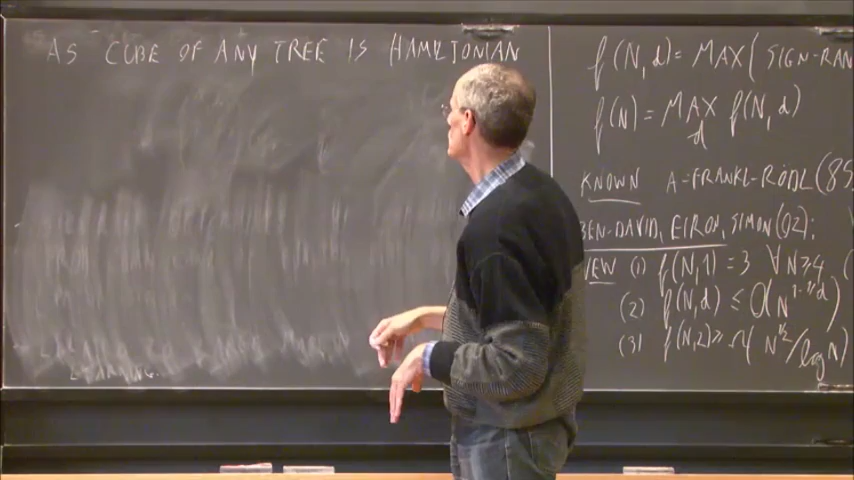 AS CUBE OF ANY TREE IS HAMILTONIAN
f(N,d) = MAX( SIGN-RAN
f(N) = MAX f(N,d)
d
KNOWN A-FRANKL-RÖDL (85
BEN-DAVID, EIRON, SIMON (02):
NEW (1) f(N,1) = 3 ∀ N ≥ 4
(2) f(N,d) ≤ O(N^{1-1/d})
(3) f(N,2) ≥ Ω(N^{1/2}/log N)